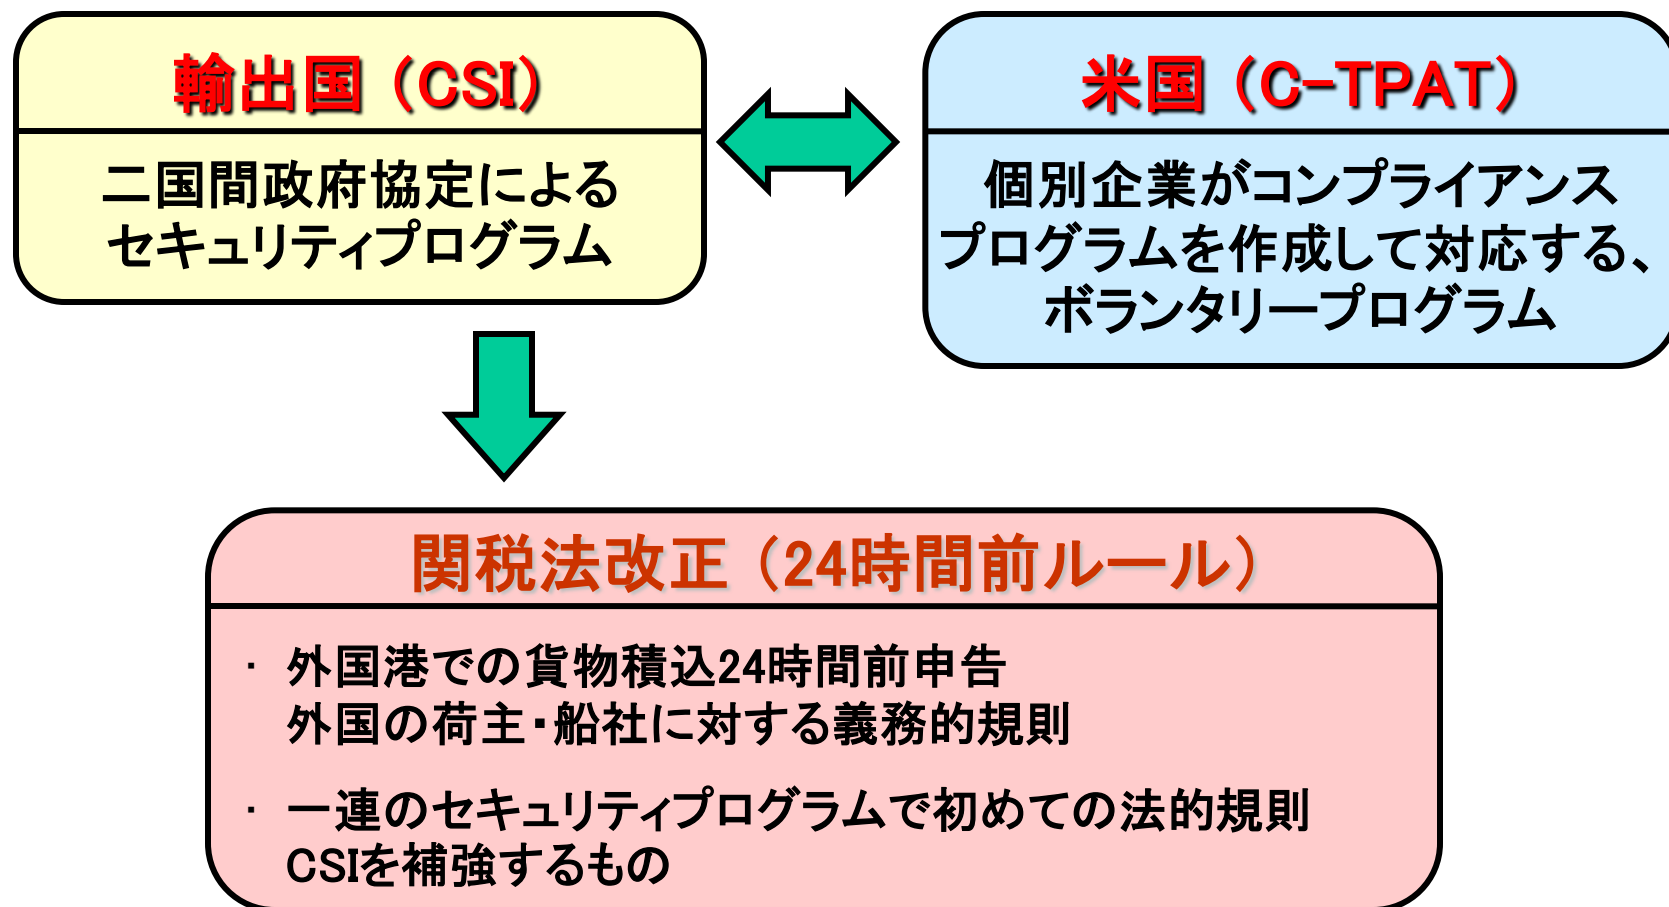 輸出国（CSI）
二国間政府協定による
セキュリティプログラム
米国（C-TPAT）
個別企業がコンプライアンス
プログラムを作成して対応する、
ボランタリープログラム
関税法改正（24時間前ルール）
・ 外国港での貨物積込24時間前申告
外国の荷主・船社に対する義務的規則
・ 一連のセキュリティプログラムで初めての法的規則
CSIを補強するもの